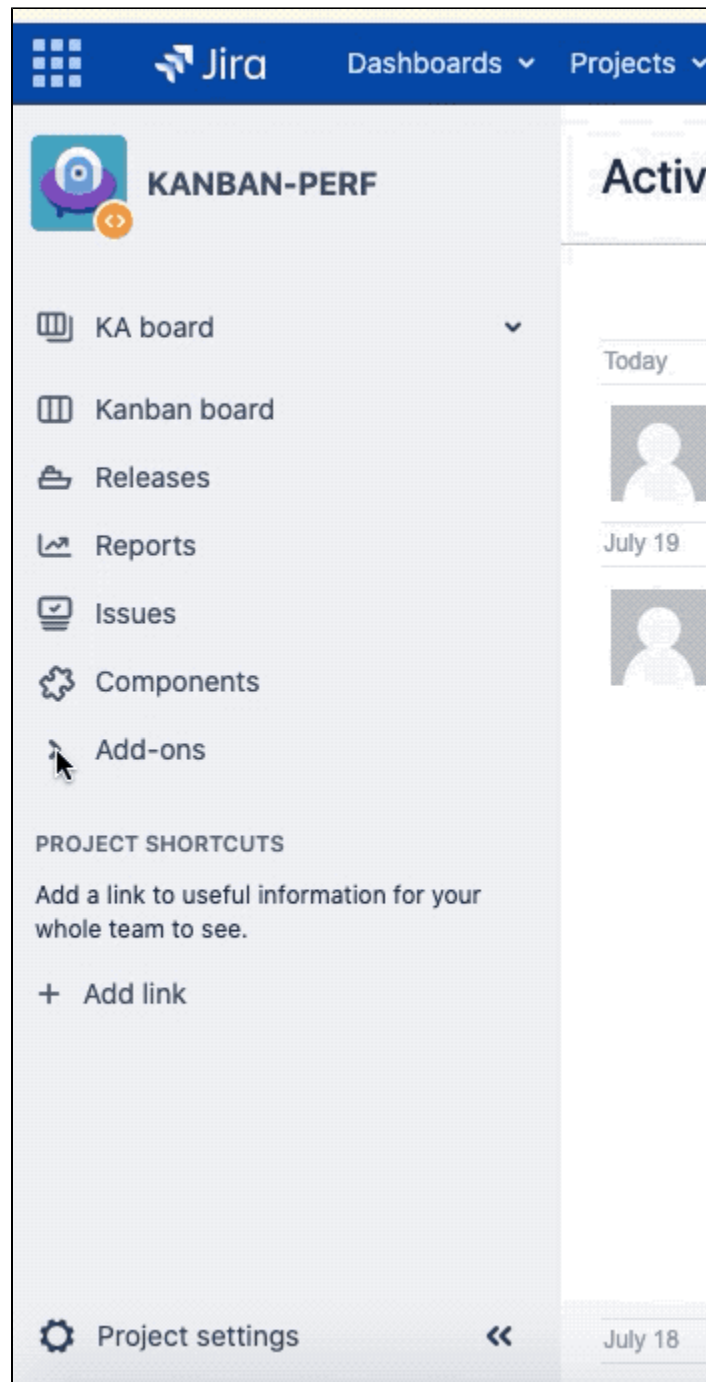 Jira Dashboards Projects
KANBAN-PERF
Activ
KA board
Today
Kanban board
Releases
July 19
Reports
Issues
Components
Add-ons
PROJECT SHORTCUTS
Add a link to useful information for your
whole team to see.
+ Add link
Project settings
July 18